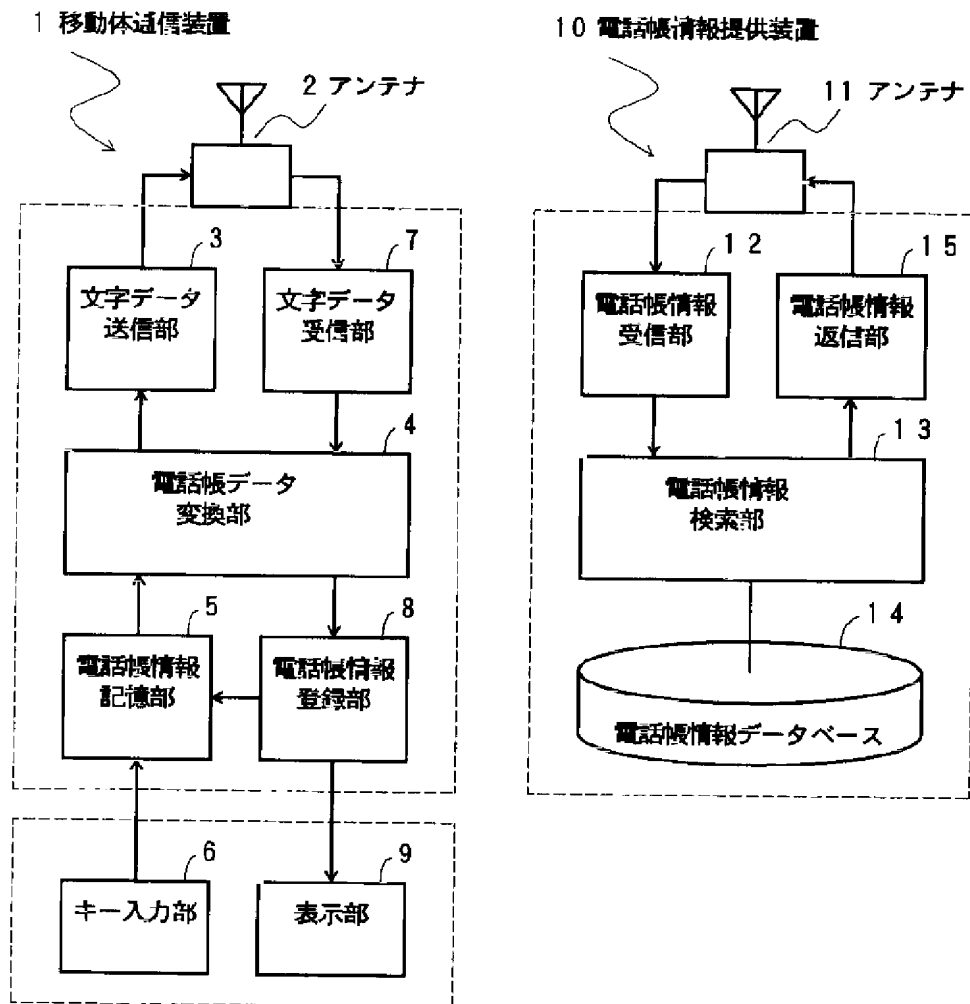 1 移動体通信装置
2 アンテナ
3
文字データ
送信部
7
文字データ
受信部
4
電話帳データ
変換部
5
電話帳情報
記憶部
8
電話帳情報
登録部
6
キー入力部
9
表示部
10 電話帳情報提供装置
11 アンテナ
12
電話帳情報
受信部
15
電話帳情報
返信部
13
電話帳情報
検索部
14
電話帳情報データベース